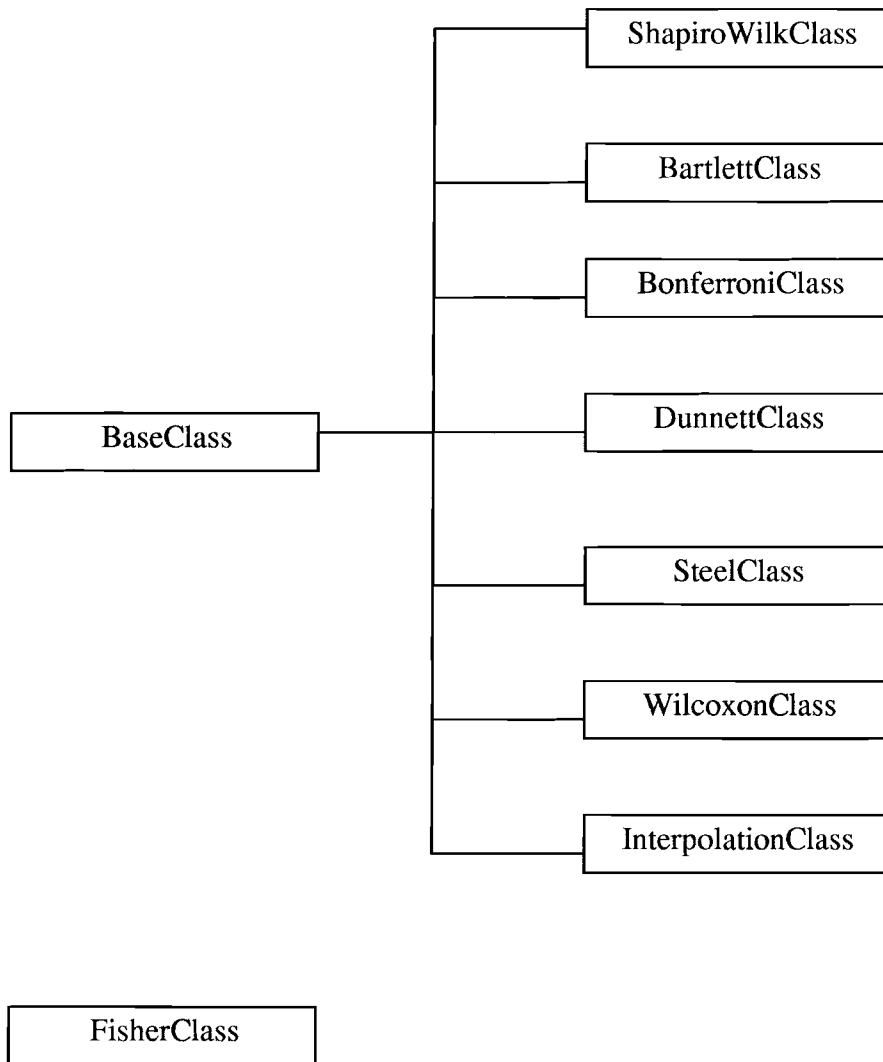 ShapiroWilkClass
BartlettClass
BonferroniClass
BaseClass
DunnettClass
SteelClass
WilcoxonClass
InterpolationClass
FisherClass